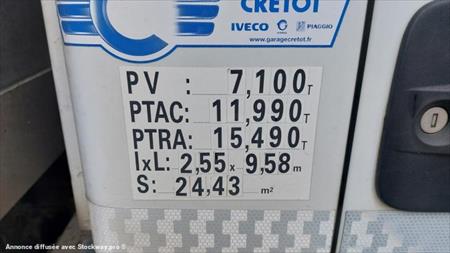 CRETOT
IVECO PIAGGIO
www.garagecretot.fr
PV : 7,100T
PTAC: 11,990T
PTRA: 15,490T
lxL: 2,55 x 9,58 m
S: 24,43 m²
Annonce diffusée avec Stockway.pro ©